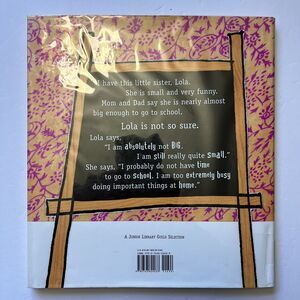 I have this little sister, Lola.
She is small and very funny.
Mom and Dad say she is nearly almost
big enough to go to school.
Lola is not so sure.
Lola says,
"I am absolutely not BIG.
I am still really quite small."
She says, "I probably do not have time
to go to school. I am too extremely busy
doing important things at home."
A JUNIOR LIBRARY GUILD SELECTION